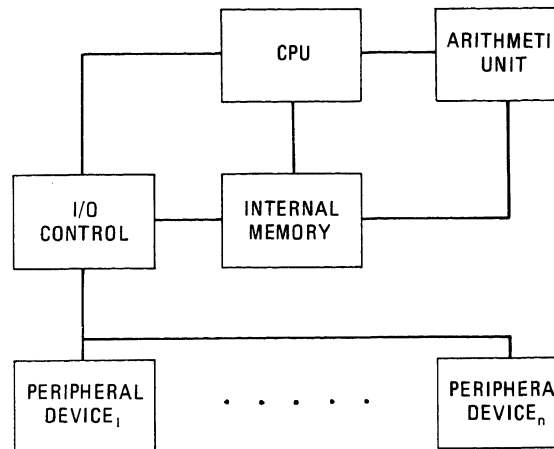 CPU
ARITHMETI
UNIT
I/O
CONTROL
INTERNAL
MEMORY
PERIPHERAL
DEVICE₁
. . . . .
PERIPHERA
DEVICEₙ